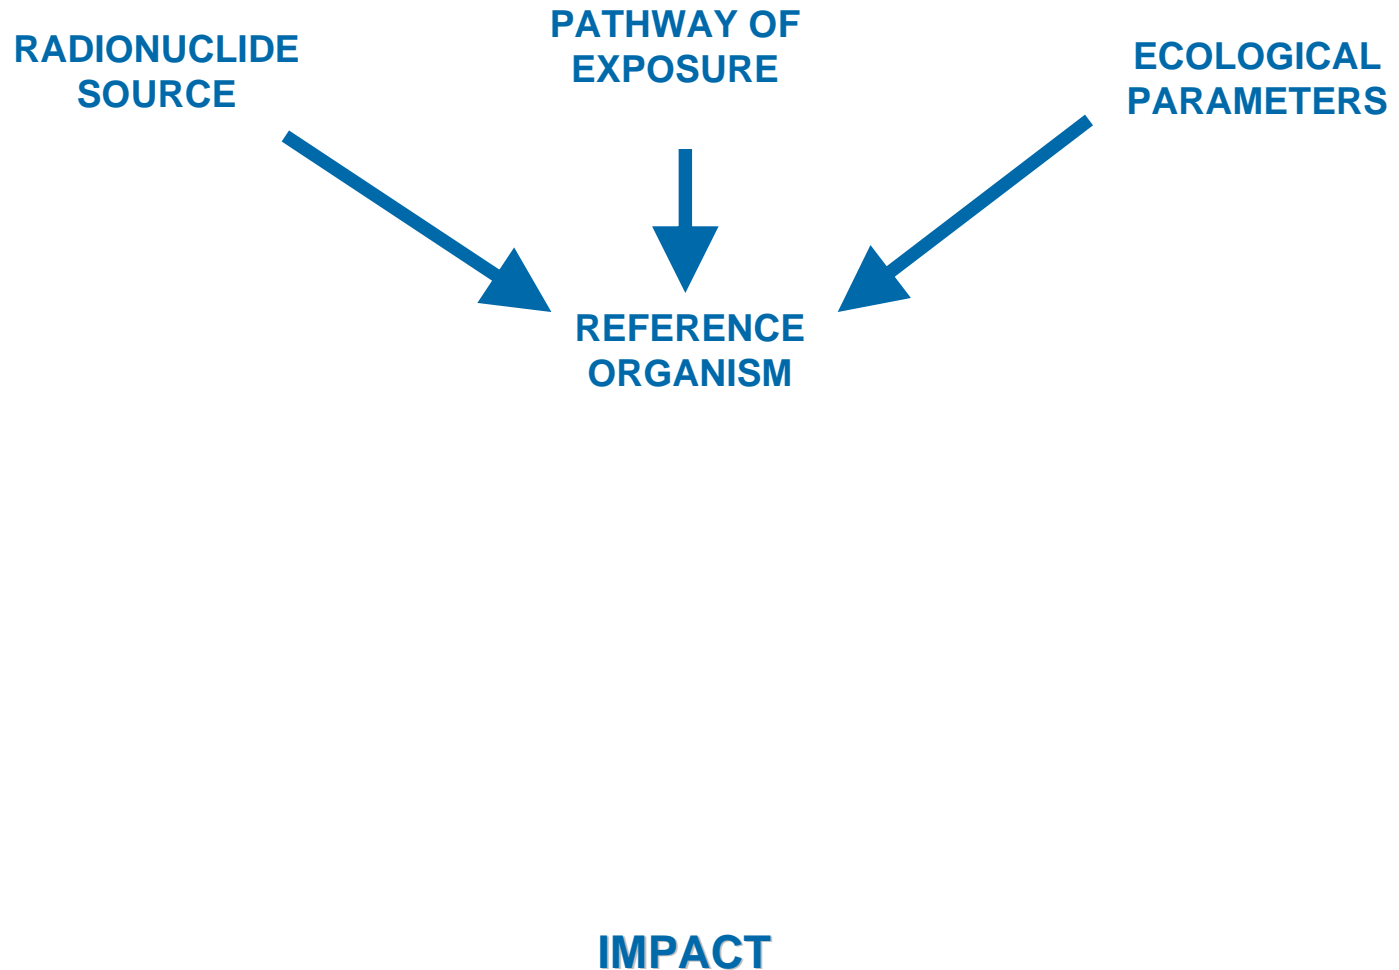 RADIONUCLIDE
SOURCE
PATHWAY OF
EXPOSURE
ECOLOGICAL
PARAMETERS
REFERENCE
ORGANISM
IMPACT